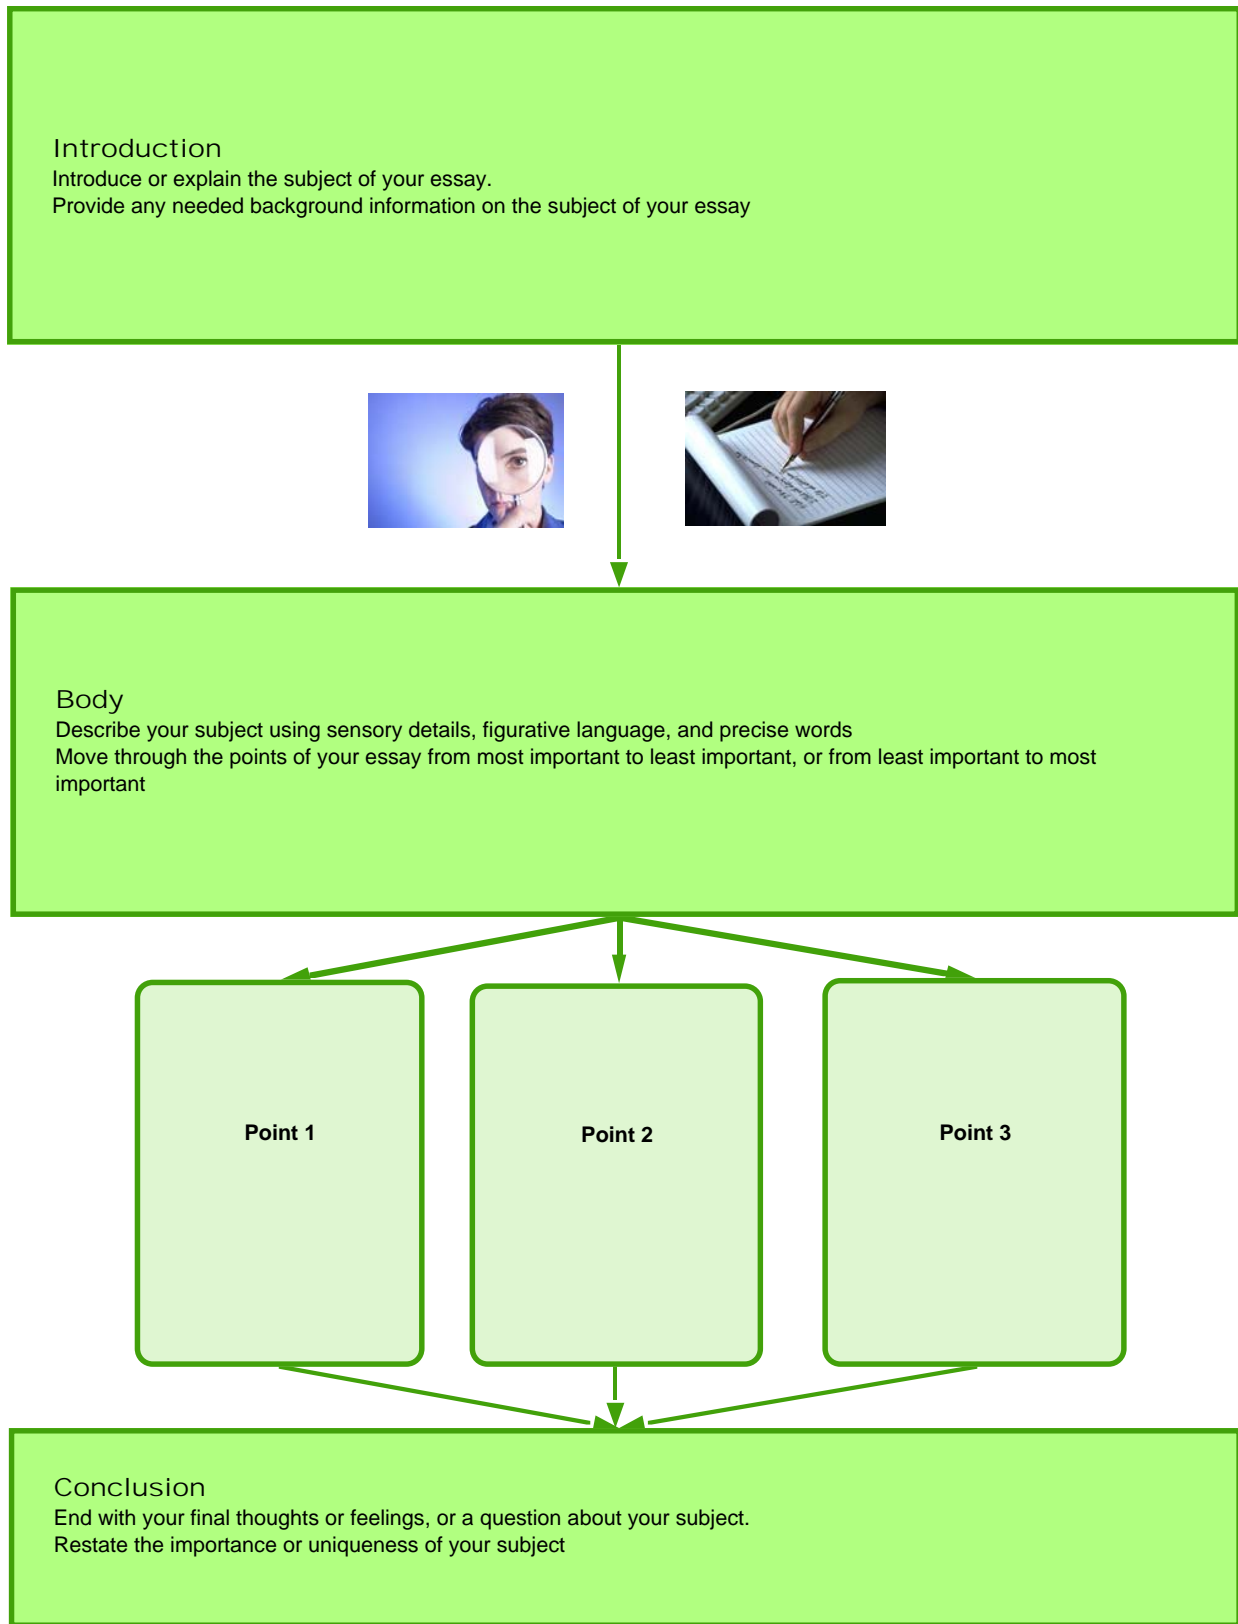 Introduction
Introduce or explain the subject of your essay.
Provide any needed background information on the subject of your essay
Body
Describe your subject using sensory details, figurative language, and precise words
Move through the points of your essay from most important to least important, or from least important to most
important
Point 1
Point 2
Point 3
Conclusion
End with your final thoughts or feelings, or a question about your subject.
Restate the importance or uniqueness of your subject